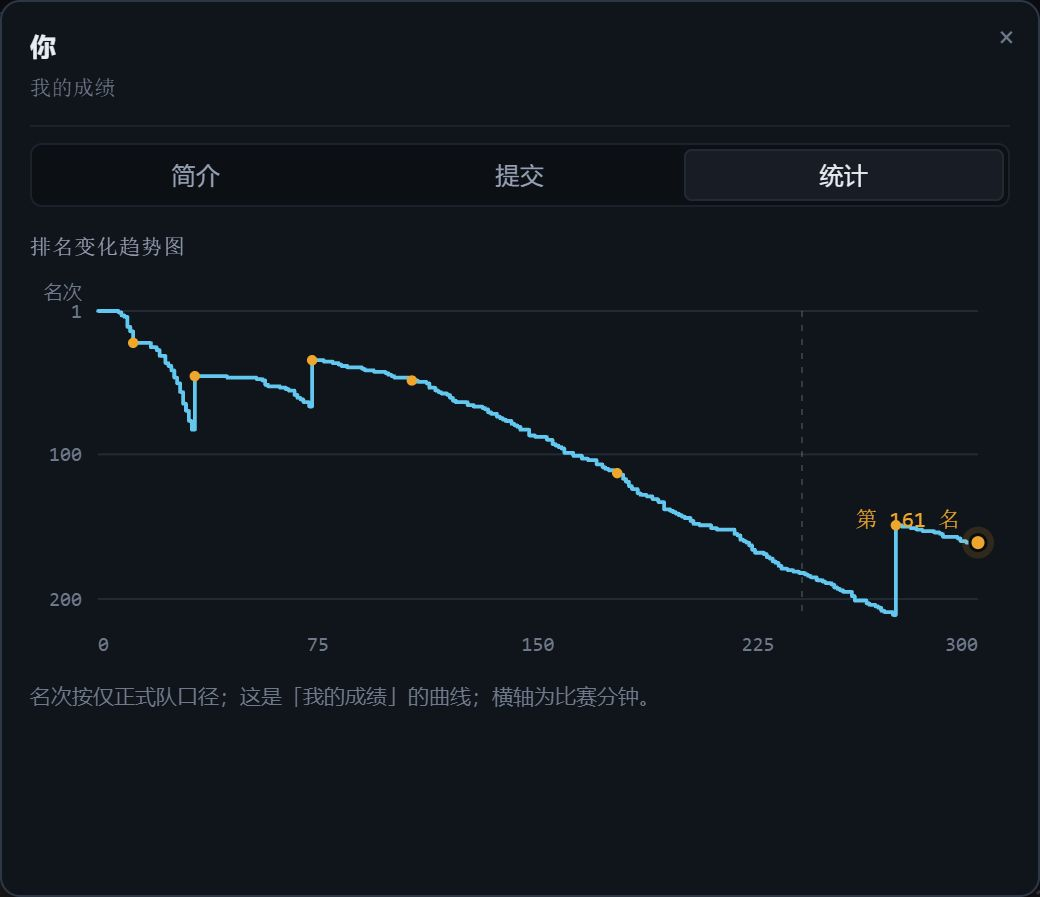 你
×
我的成绩
简介 提交 统计
排名变化趋势图
名次
1
100
第 161 名
200
0 75 150 225 300
名次按仅正式队口径；这是「我的成绩」的曲线；横轴为比赛分钟。